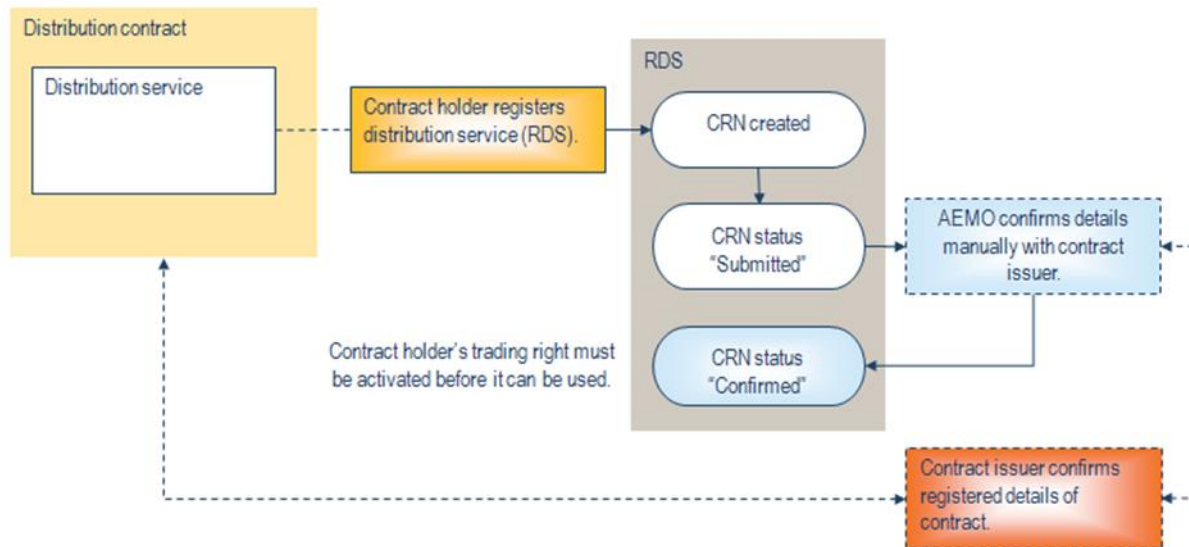 Distribution contract
Distribution service
Contract holder registers
distribution service (RDS).
RDS
CRN created
CRN status
“Submitted”
AEMO confirms details
manually with contract
issuer.
Contract holder’s trading right must
be activated before it can be used.
CRN status
“Confirmed”
Contract issuer confirms
registered details of
contract.